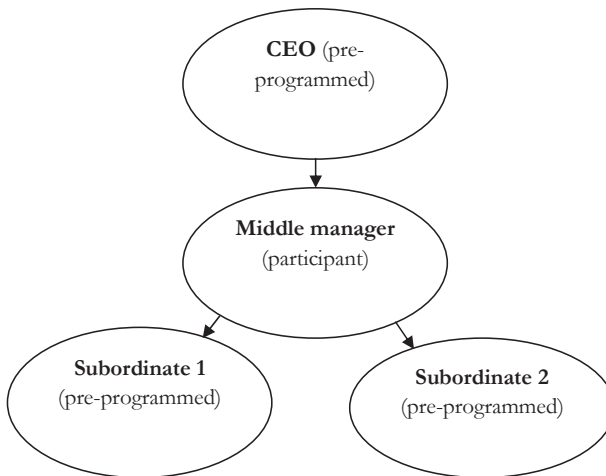 CEO (pre-
programmed)
Middle manager
(participant)
Subordinate 1
(pre-programmed)
Subordinate 2
(pre-programmed)